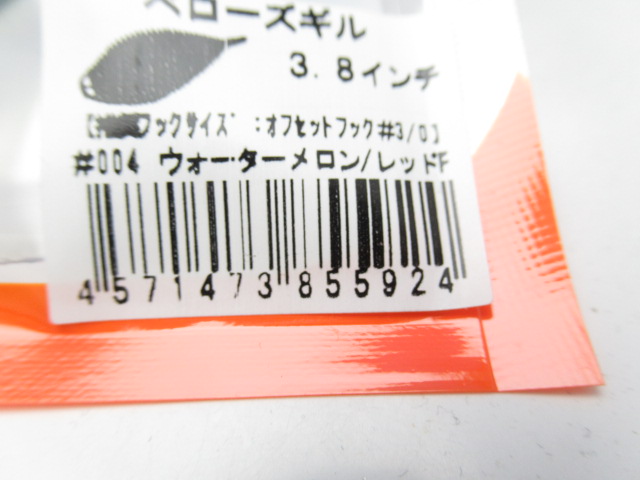 ベローズギル
3.8インチ
フックサイズ:オフセットフック#3/0】
#004 ウォーターメロン/レッドF
4571473855924